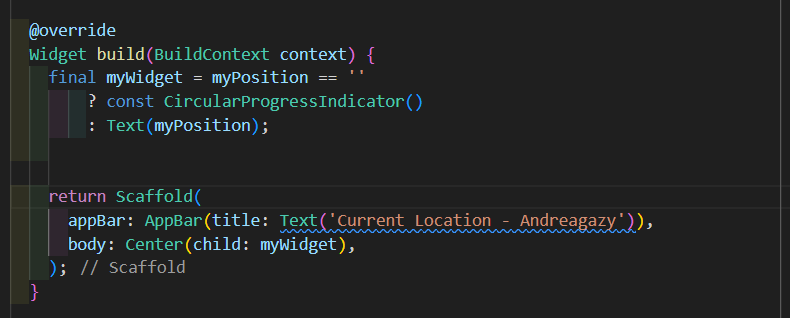 @override
Widget build(BuildContext context) {
final myWidget = myPosition == ''
? const CircularProgressIndicator()
: Text(myPosition);
return Scaffold(
appBar: AppBar(title: Text('Current Location - Andreagazy')),
body: Center(child: myWidget),
); // Scaffold
}